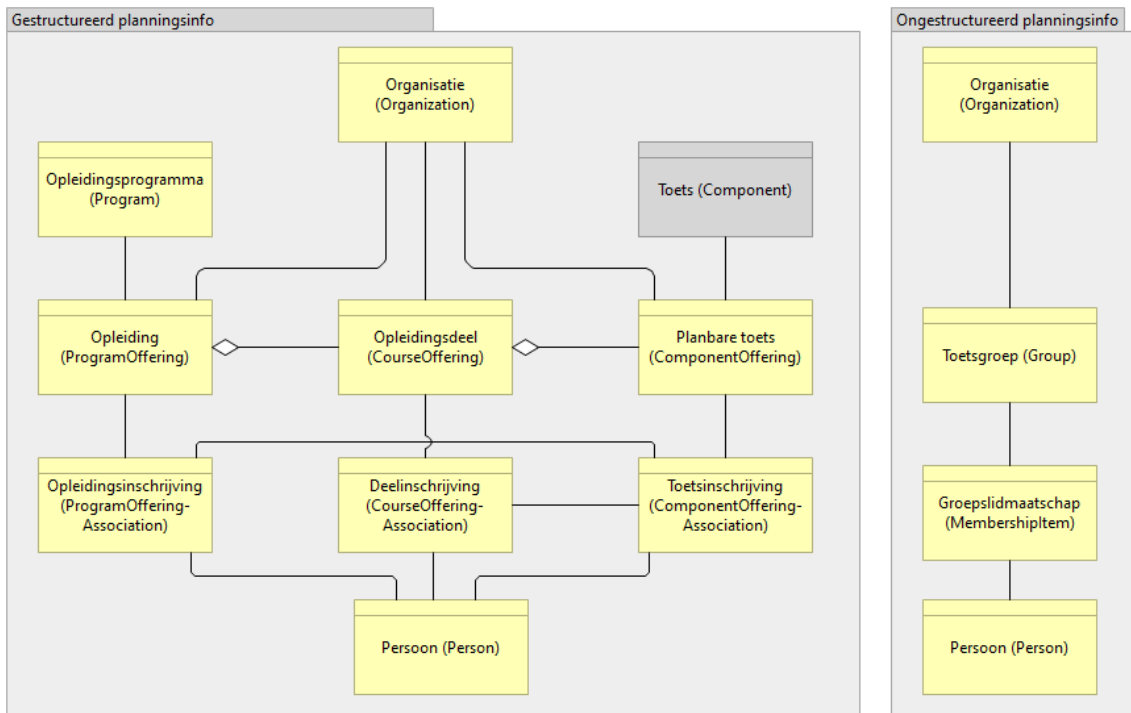 Gestructureerd planningsinfo
Organisatie
(Organization)
Opleidingsprogramma
(Program)
Toets (Component)
Opleiding
(ProgramOffering)
Opleidingsdeel
(CourseOffering)
Planbare toets
(ComponentOffering)
Opleidingsinschrijving
(ProgramOffering-
Association)
Deelinschrijving
(CourseOffering-
Association)
Toetsinschrijving
(ComponentOffering-
Association)
Persoon (Person)
Ongestructureerd planningsinfo
Organisatie
(Organization)
Toetsgroep (Group)
Groepslidmaatschap
(MembershipItem)
Persoon (Person)